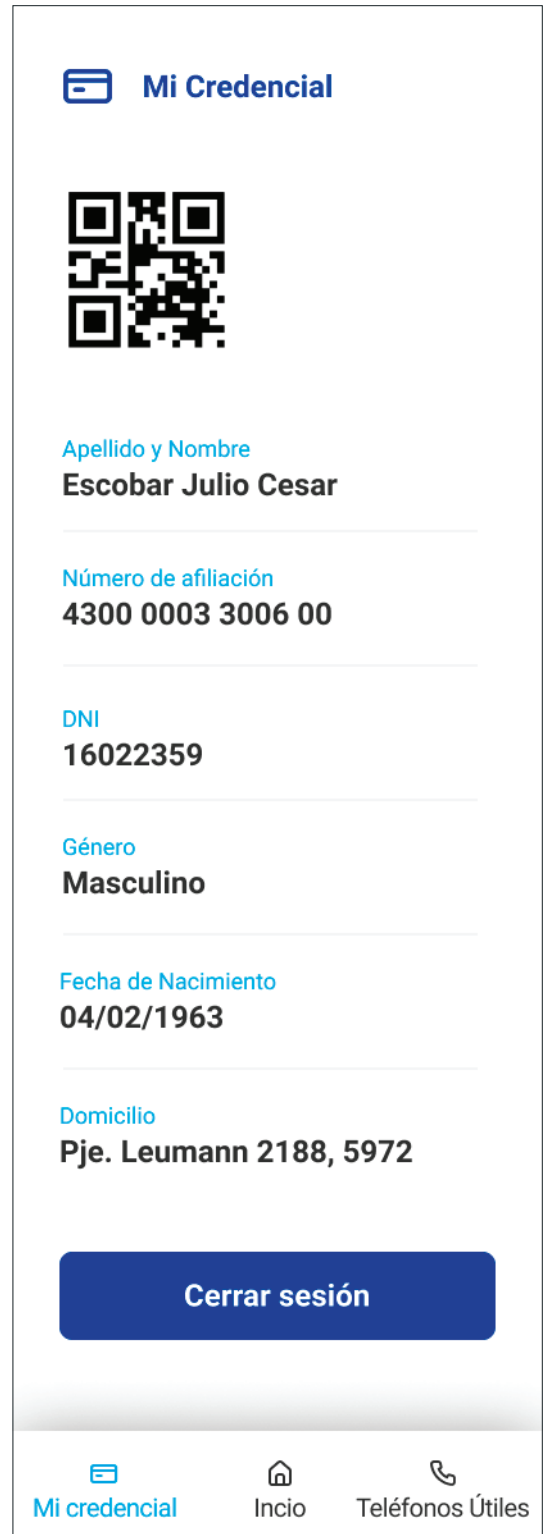 Mi Credencial
Apellido y Nombre
Escobar Julio Cesar
Número de afiliación
4300 0003 3006 00
DNI
16022359
Género
Masculino
Fecha de Nacimiento
04/02/1963
Domicilio
Pje. Leumann 2188, 5972
Cerrar sesión
Mi credencial
Incio
Teléfonos Útiles